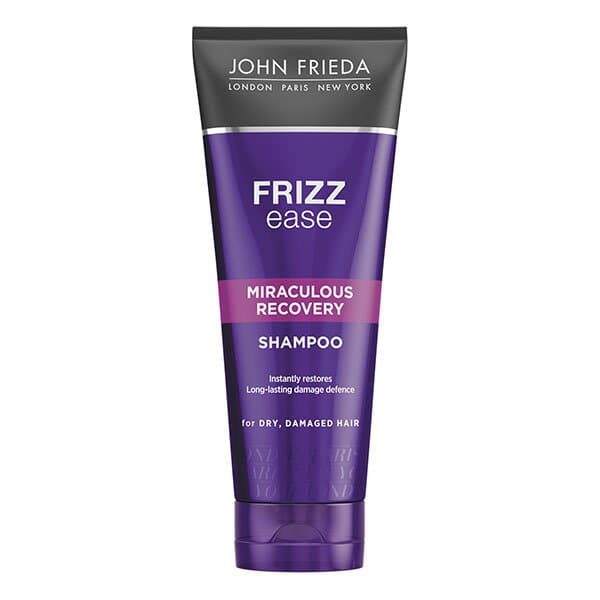 JOHN FRIEDA
LONDON PARIS NEW YORK
FRIZZ
ease
MIRACULOUS
RECOVERY
SHAMPOO
Instantly restores
Long-lasting damage defence
for DRY, DAMAGED HAIR